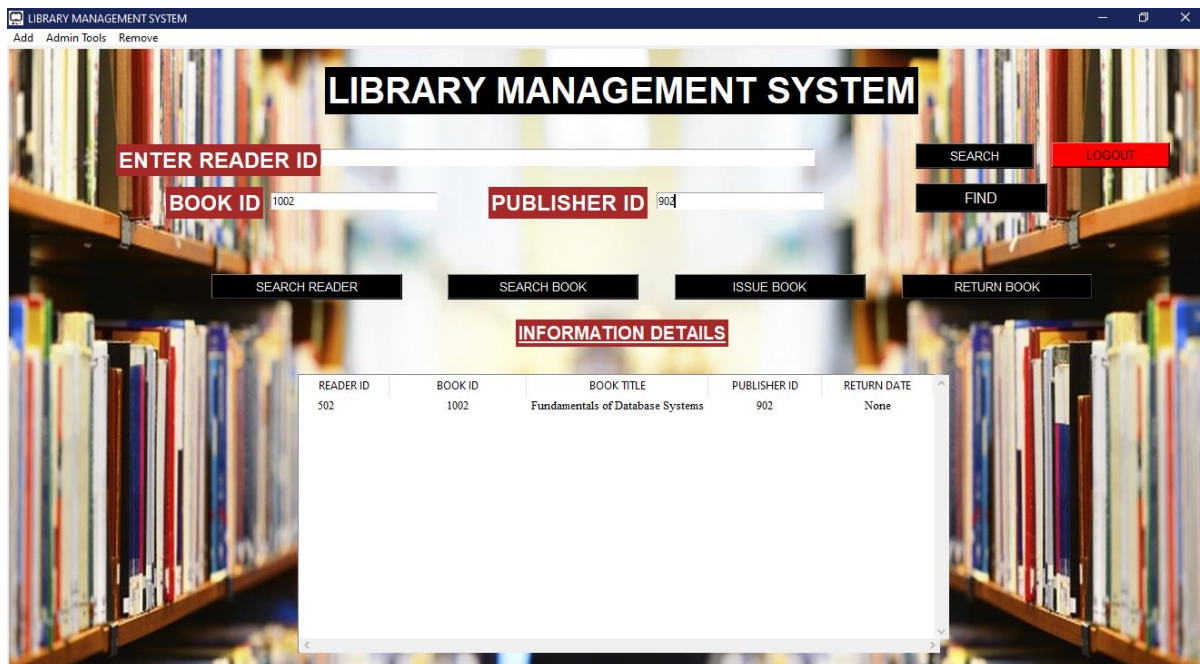 LIBRARY MANAGEMENT SYSTEM
Add Admin Tools Remove
LIBRARY MANAGEMENT SYSTEM
ENTER READER ID SEARCH LOGOUT
BOOK ID 1002 PUBLISHER ID 902 FIND
SEARCH READER SEARCH BOOK ISSUE BOOK RETURN BOOK
INFORMATION DETAILS
READER ID BOOK ID BOOK TITLE PUBLISHER ID RETURN DATE
502 1002 Fundamentals of Database Systems 902 None